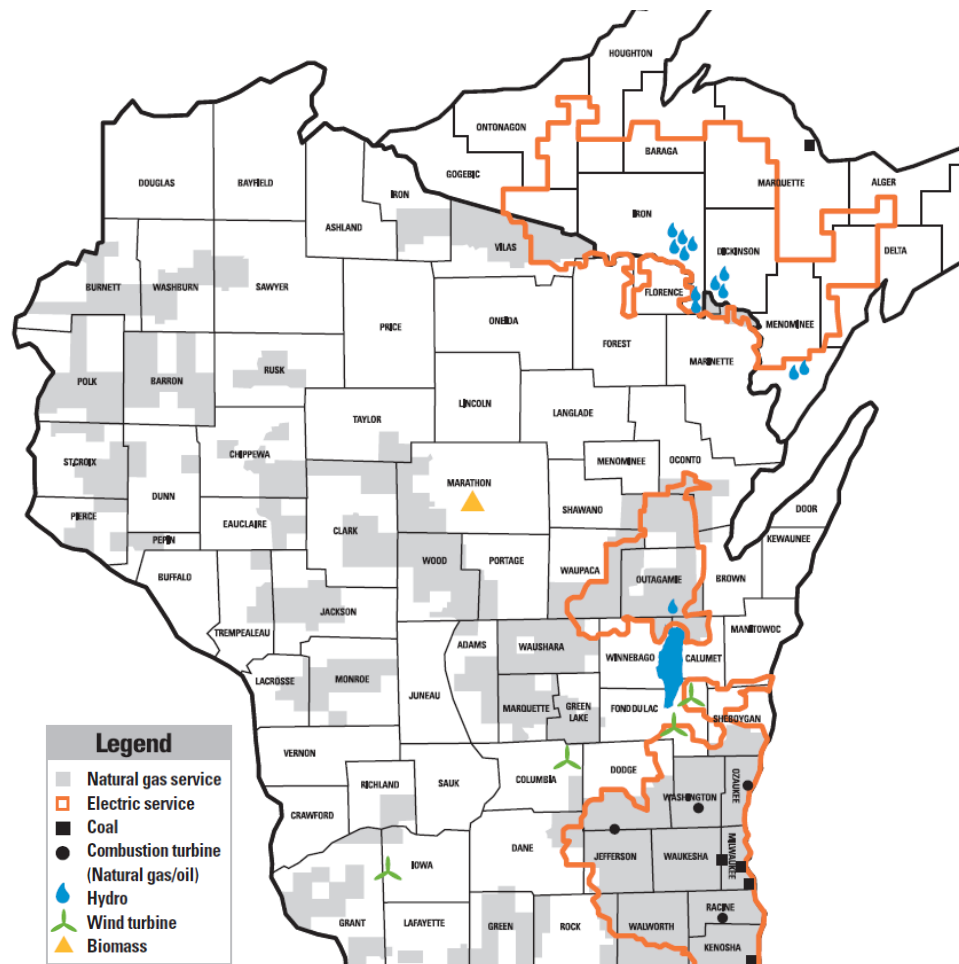 HOUGHTON
ONTONAGON
BARAGA
GOGEBIC
MARQUETTE
ALGER
DOUGLAS
BAYFIELD
IRON
IRON
ASHLAND
DICKINSON
DELTA
VILAS
BURNETT
WASHBURN
SAWYER
FLORENCE
ONEIDA
MENOMINEE
PRICE
FOREST
MARINETTE
RUSK
POLK
BARRON
LINCOLN
LANGLADE
TAYLOR
CHIPPEWA
ST.CROIX
MENOMINEE
OCONTO
MARATHON
DUNN
SHAWANO
DOOR
PIERCE
EAUCLAIRE
CLARK
KEWAUNEE
PEPIN
WOOD
PORTAGE
WAUPACA
OUTAGAMIE
BROWN
BUFFALO
JACKSON
TREMPEALEAU
ADAMS
WAUSHARA
WINNEBAGO
CALUMET
MANITOWOC
LACROSSE
MONROE
JUNEAU
MARQUETTE
GREEN
LAKE
FOND DU LAC
SHEBOYGAN
VERNON
RICHLAND
SAUK
COLUMBIA
DODGE
WASHINGTON
OZAUKEE
CRAWFORD
DANE
JEFFERSON
WAUKESHA
MILWAUKEE
IOWA
GRANT
LAFAYETTE
GREEN
ROCK
WALWORTH
RACINE
KENOSHA
Legend
Natural gas service
Electric service
Coal
Combustion turbine
(Natural gas/oil)
Hydro
Wind turbine
Biomass